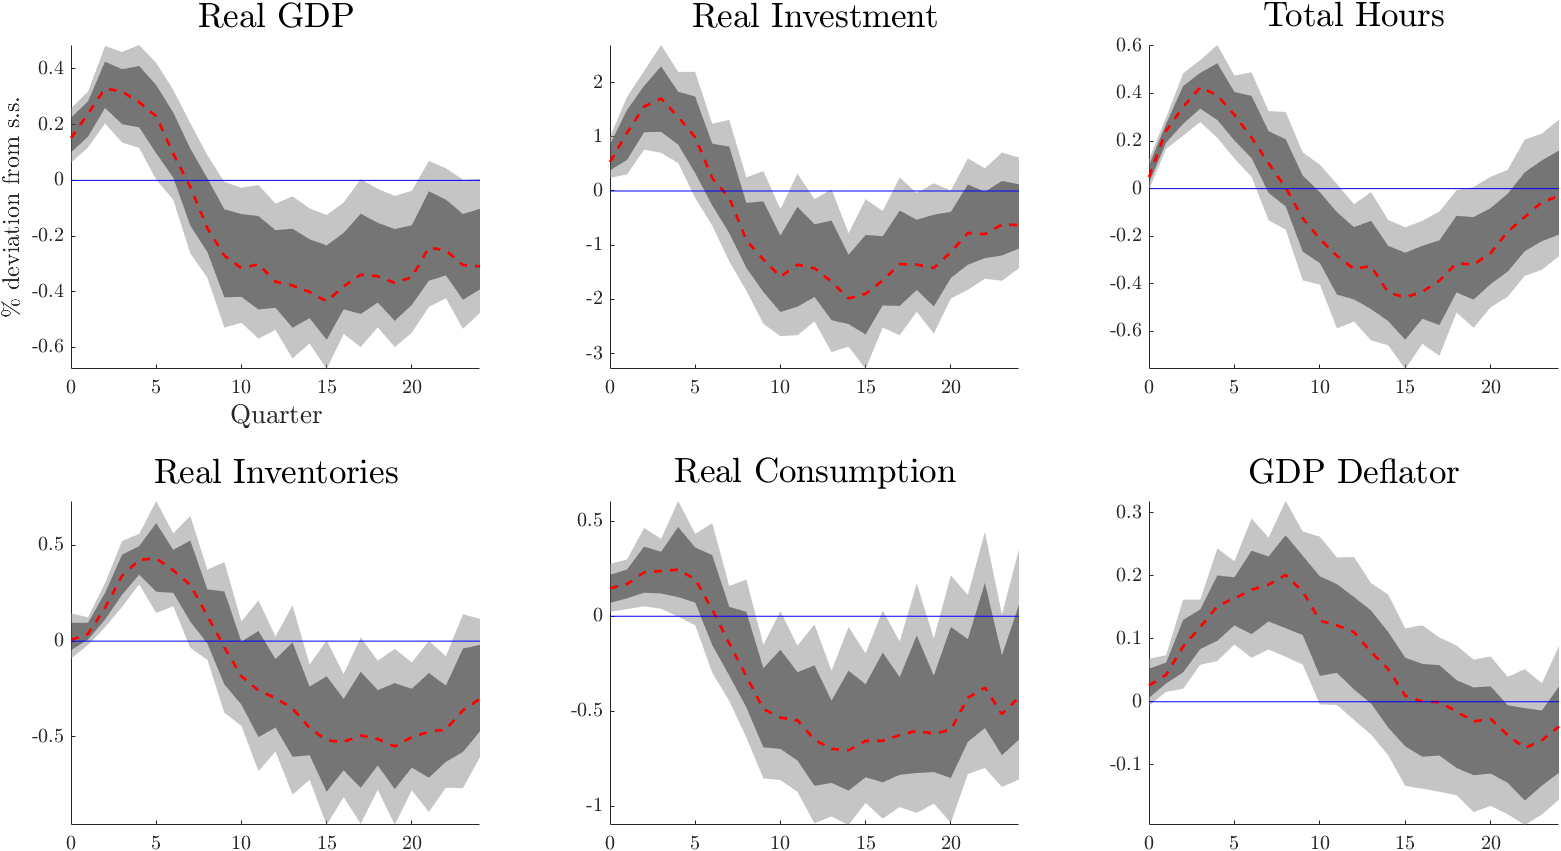 Real GDP
Real Investment
Total Hours
% deviation from s.s.
0.4
0.2
0
-0.2
-0.4
-0.6
0 5 10 15 20
Quarter
2
1
0
-1
-2
-3
0 5 10 15 20
0.6
0.4
0.2
0
-0.2
-0.4
-0.6
0 5 10 15 20
Real Inventories
Real Consumption
GDP Deflator
0.5
0
-0.5
0 5 10 15 20
0.5
0
-0.5
-1
0 5 10 15 20
0.3
0.2
0.1
0
-0.1
0 5 10 15 20